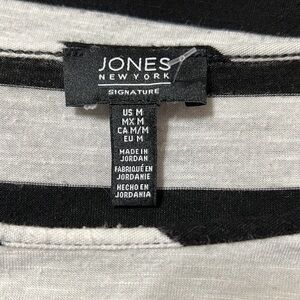 JONES
NEW YORK
SIGNATURE
US M
MX M
CA M/M
EU M
MADE IN
JORDAN
FABRIQUÉ EN
JORDANIE
HECHO EN
JORDANIA